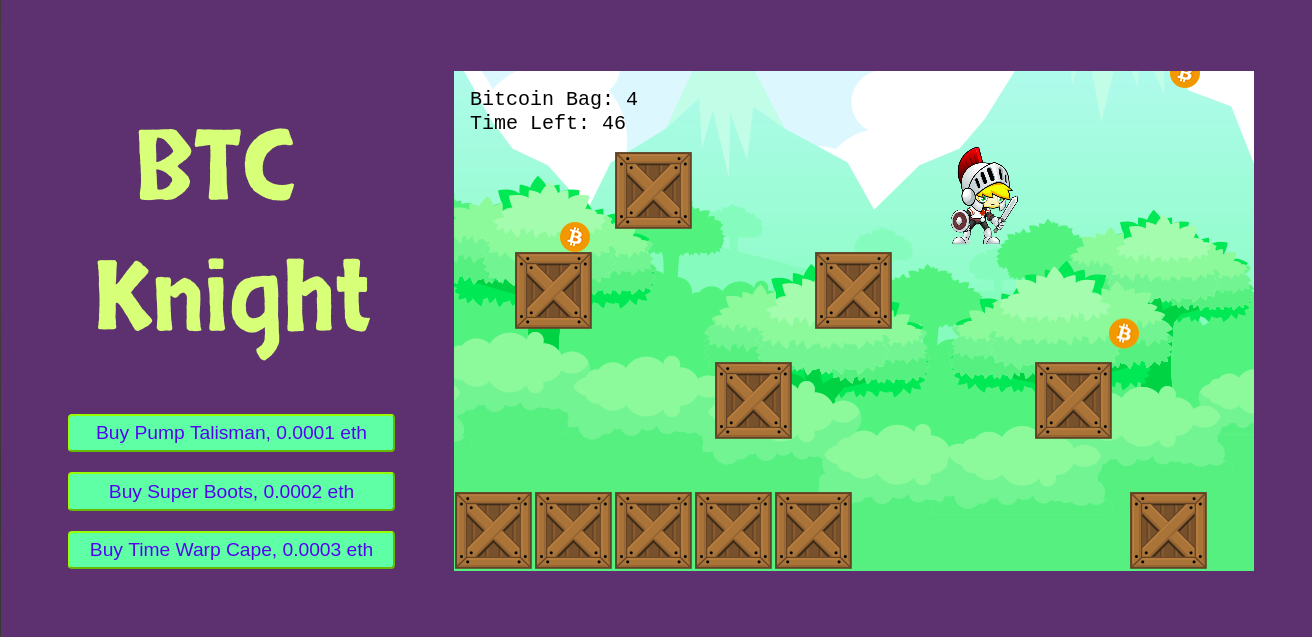 BTC
Knight
Buy Pump Talisman, 0.0001 eth
Buy Super Boots, 0.0002 eth
Buy Time Warp Cape, 0.0003 eth
Bitcoin Bag: 4
Time Left: 46